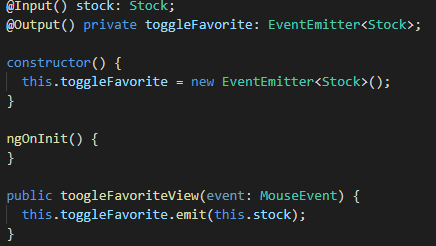 @Input() stock: Stock;
@Output() private toggleFavorite: EventEmitter<Stock>;
constructor() {
this.toggleFavorite = new EventEmitter<Stock>();
}
ngOnInit() {
}
public toogleFavoriteView(event: MouseEvent) {
this.toggleFavorite.emit(this.stock);
}